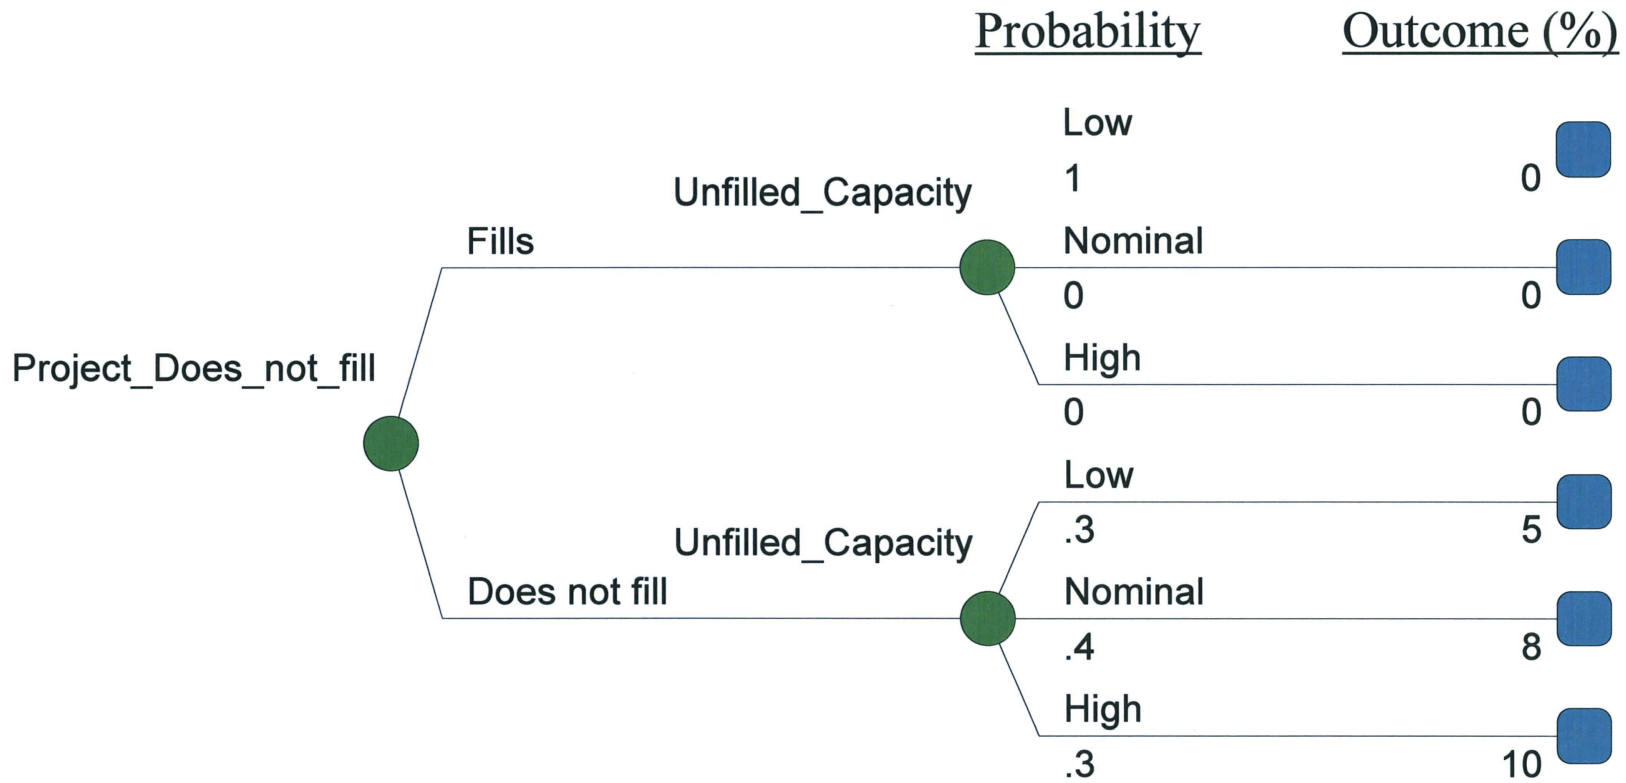 Probability Outcome (%)
Low
1 0
Unfilled_Capacity
Fills
Nominal
0 0
High
0 0
Project_Does_not_fill
Low
.3 5
Unfilled_Capacity
Does not fill
Nominal
.4 8
High
.3 10